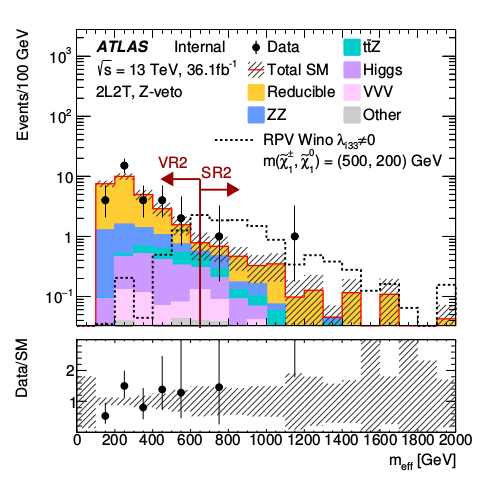 Events/100 GeV
10³
10²
10
1
10⁻¹
ATLAS Internal
√s = 13 TeV, 36.1fb⁻¹
2L2T, Z-veto
Data
Total SM
Reducible
ZZ
tt̄Z
Higgs
VVV
Other
RPV Wino λᵢ₃₃≠0
m(χ̃₁±, χ̃₁⁰) = (500, 200) GeV
VR2
SR2
Data/SM
2
1
0 200 400 600 800 1000 1200 1400 1600 1800 2000
m_eff [GeV]